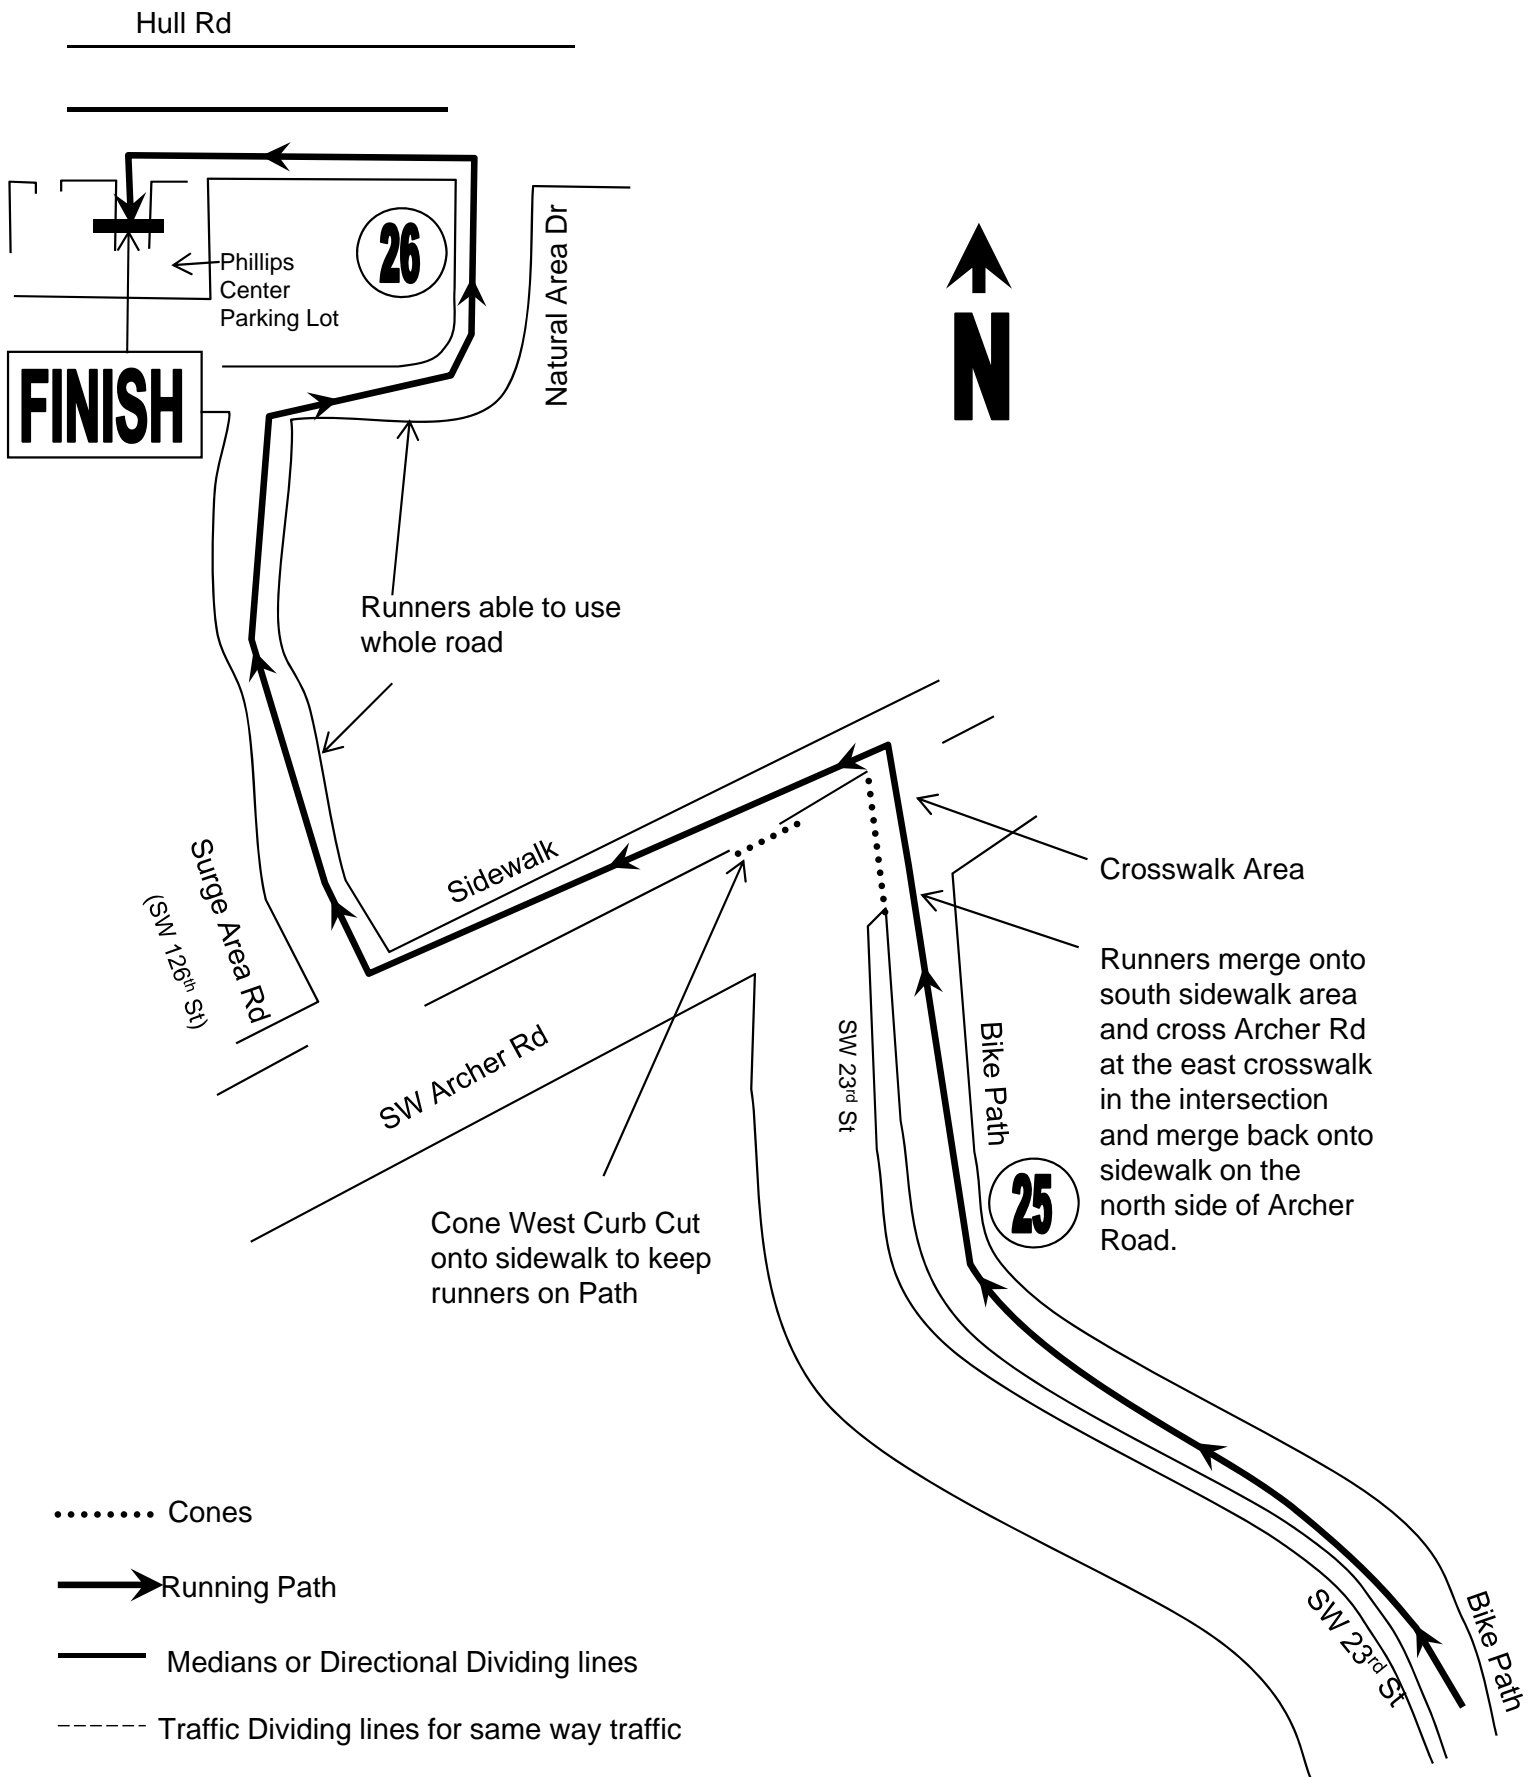 Hull Rd
26
Natural Area Dr
Phillips
Center
Parking Lot
N
FINISH
Runners able to use
whole road
Sidewalk
Surge Area Rd
(SW 126th St)
Crosswalk Area
Runners merge onto
south sidewalk area
and cross Archer Rd
at the east crosswalk
in the intersection
and merge back onto
sidewalk on the
north side of Archer
Road.
SW Archer Rd
SW 23rd St
Bike Path
25
Cone West Curb Cut
onto sidewalk to keep
runners on Path
Cones
Running Path
Medians or Directional Dividing lines
Traffic Dividing lines for same way traffic
SW 23rd St
Bike Path